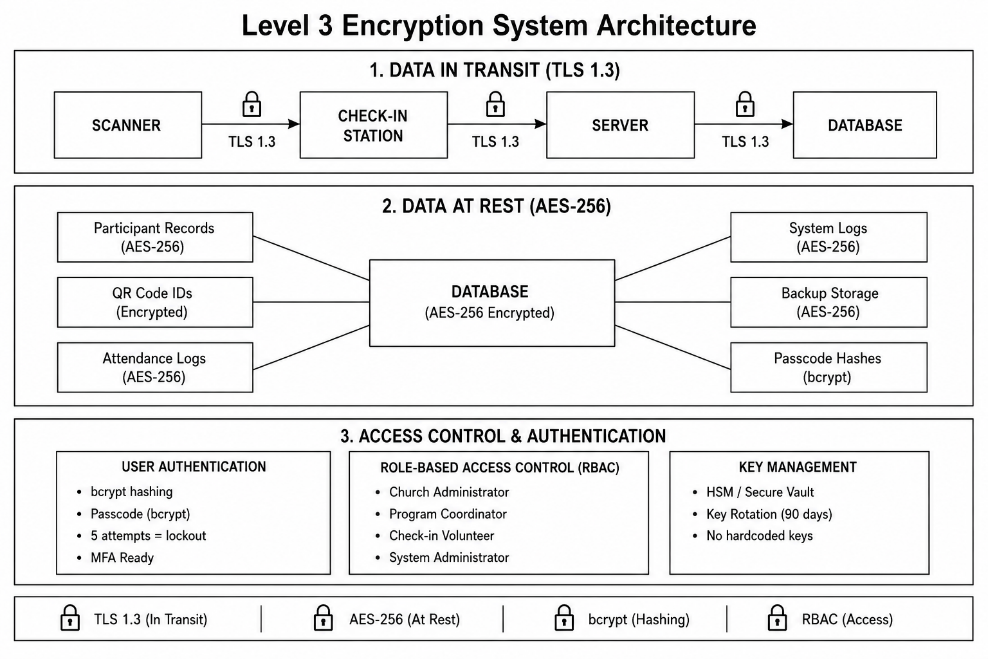 Level 3 Encryption System Architecture
1. DATA IN TRANSIT (TLS 1.3)
SCANNER
TLS 1.3
CHECK-IN
STATION
TLS 1.3
SERVER
TLS 1.3
DATABASE
2. DATA AT REST (AES-256)
Participant Records
(AES-256)
QR Code IDs
(Encrypted)
Attendance Logs
(AES-256)
DATABASE
(AES-256 Encrypted)
System Logs
(AES-256)
Backup Storage
(AES-256)
Passcode Hashes
(bcrypt)
3. ACCESS CONTROL & AUTHENTICATION
USER AUTHENTICATION
• bcrypt hashing
• Passcode (bcrypt)
• 5 attempts = lockout
• MFA Ready
ROLE-BASED ACCESS CONTROL (RBAC)
• Church Administrator
• Program Coordinator
• Check-in Volunteer
• System Administrator
KEY MANAGEMENT
• HSM / Secure Vault
• Key Rotation (90 days)
• No hardcoded keys
TLS 1.3 (In Transit)
AES-256 (At Rest)
bcrypt (Hashing)
RBAC (Access)